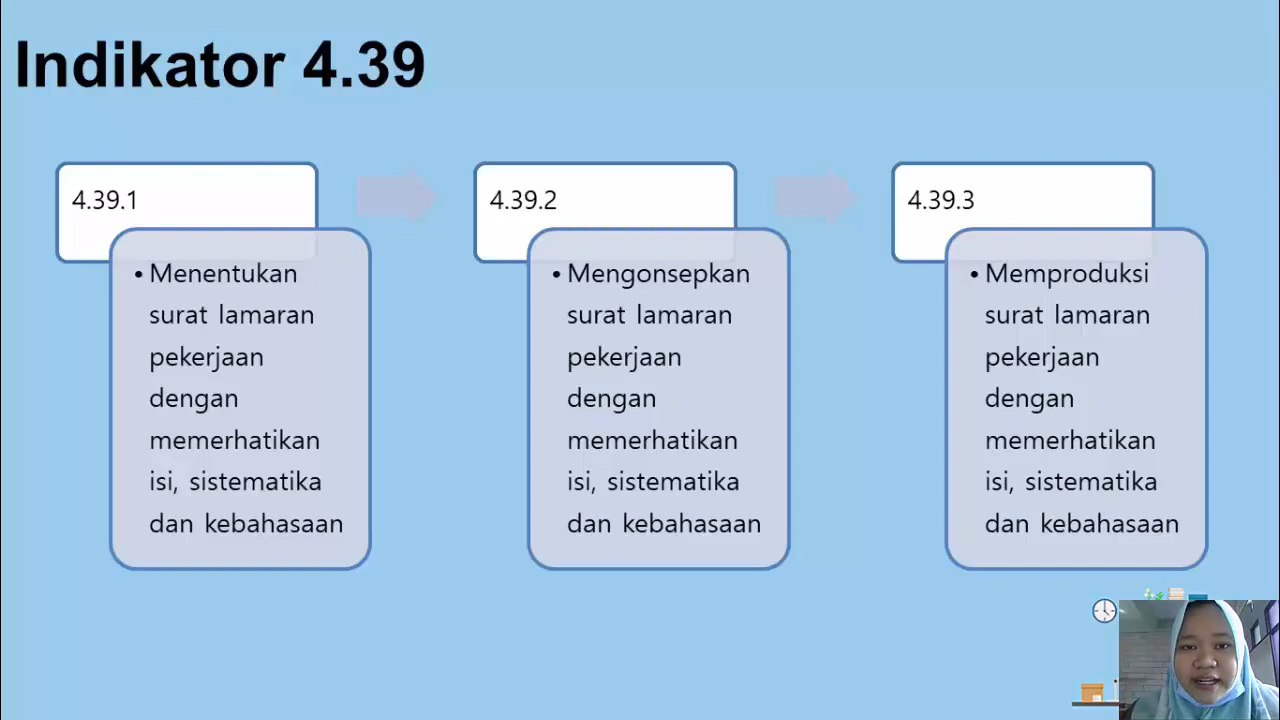 Indikator 4.39
4.39.1
• Menentukan
surat lamaran
pekerjaan
dengan
memerhatikan
isi, sistematika
dan kebahasaan
4.39.2
• Mengonsepkan
surat lamaran
pekerjaan
dengan
memerhatikan
isi, sistematika
dan kebahasaan
4.39.3
• Memproduksi
surat lamaran
pekerjaan
dengan
memerhatikan
isi, sistematika
dan kebahasaan